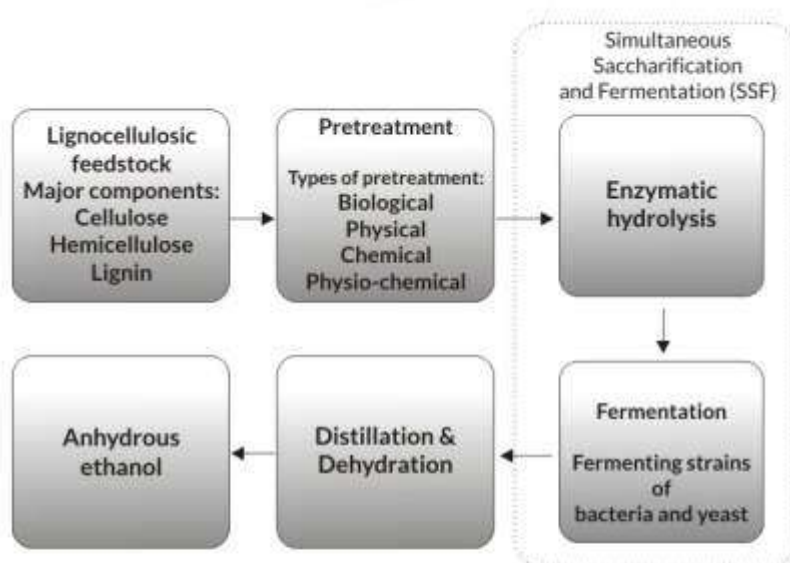 Simultaneous
Saccharification
and Fermentation (SSF)
Lignocellulosic
feedstock
Major components:
Cellulose
Hemicellulose
Lignin
Pretreatment
Types of pretreatment:
Biological
Physical
Chemical
Physio-chemical
Enzymatic
hydrolysis
Fermentation
Fermenting strains
of
bacteria and yeast
Distillation &
Dehydration
Anhydrous
ethanol